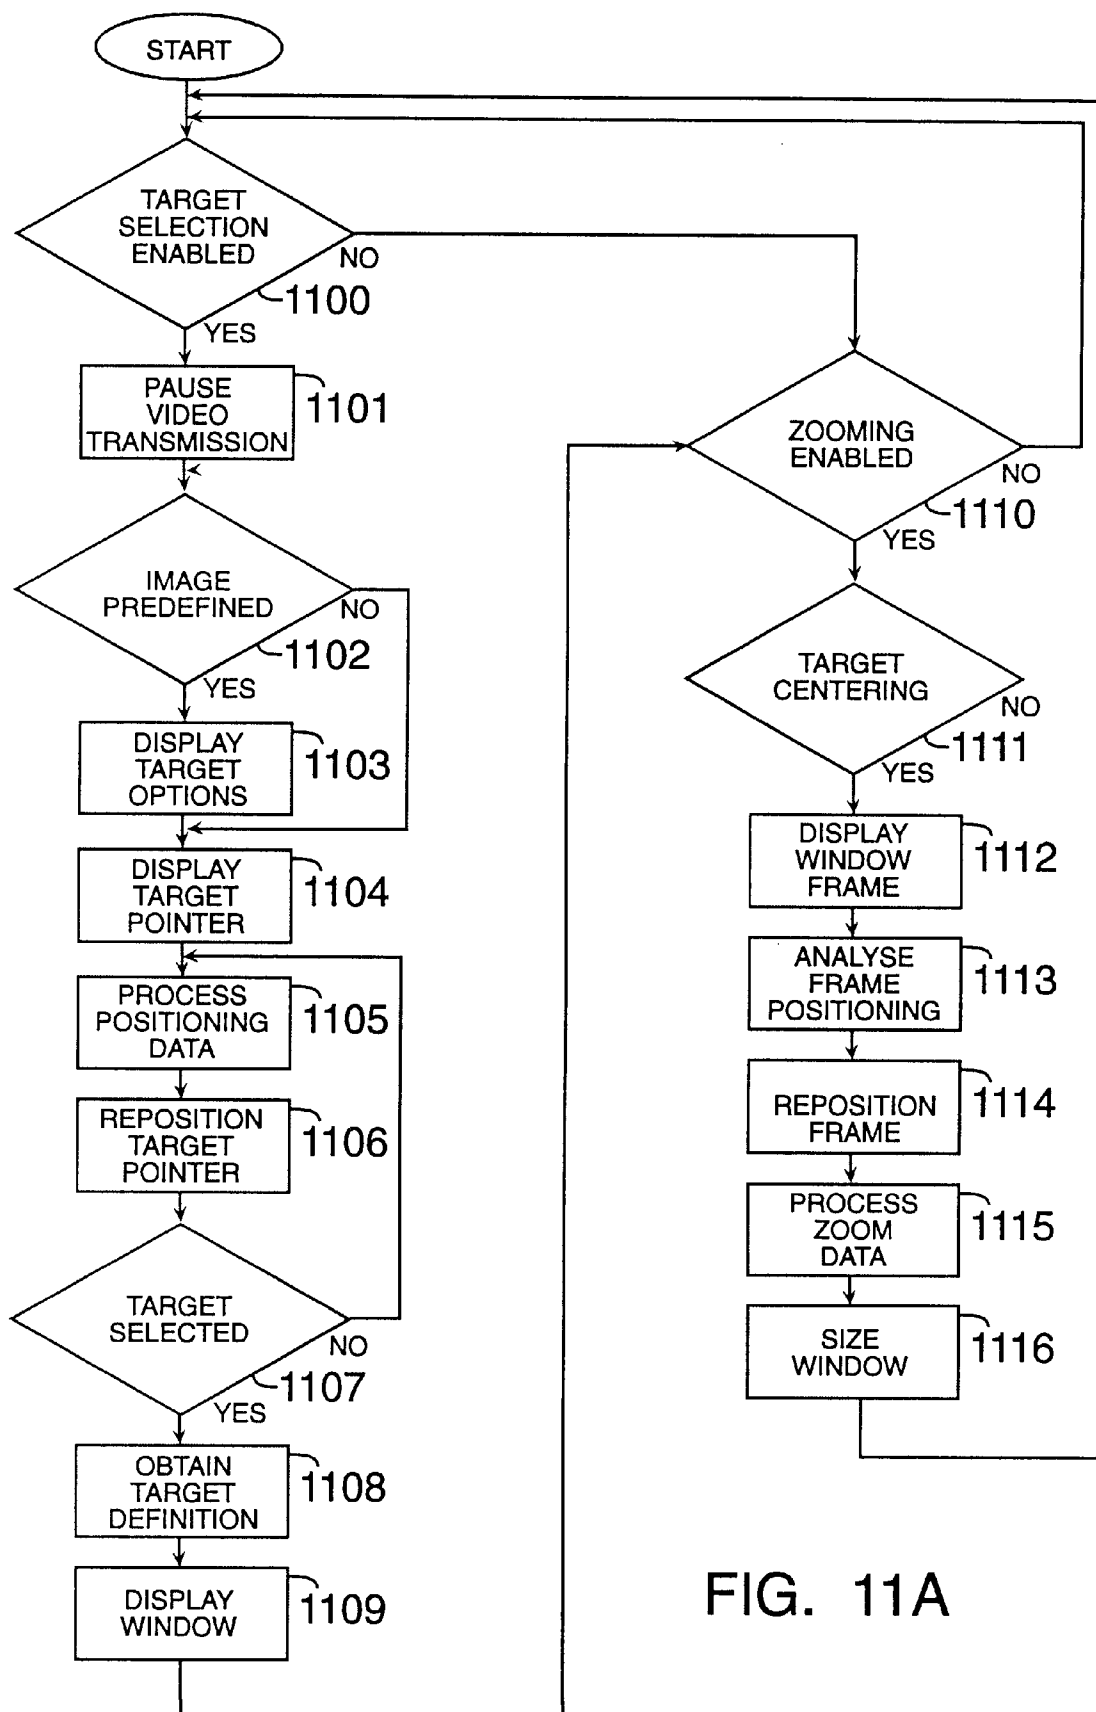 START
TARGET
SELECTION
ENABLED
NO
1100
YES
PAUSE
VIDEO
TRANSMISSION
1101
IMAGE
PREDEFINED
NO
1102
YES
DISPLAY
TARGET
OPTIONS
1103
DISPLAY
TARGET
POINTER
1104
PROCESS
POSITIONING
DATA
1105
REPOSITION
TARGET
POINTER
1106
TARGET
SELECTED
NO
1107
YES
OBTAIN
TARGET
DEFINITION
1108
DISPLAY
WINDOW
1109
ZOOMING
ENABLED
NO
1110
YES
TARGET
CENTERING
NO
1111
YES
DISPLAY
WINDOW
FRAME
1112
ANALYSE
FRAME
POSITIONING
1113
REPOSITION
FRAME
1114
PROCESS
ZOOM
DATA
1115
SIZE
WINDOW
1116
FIG. 11A